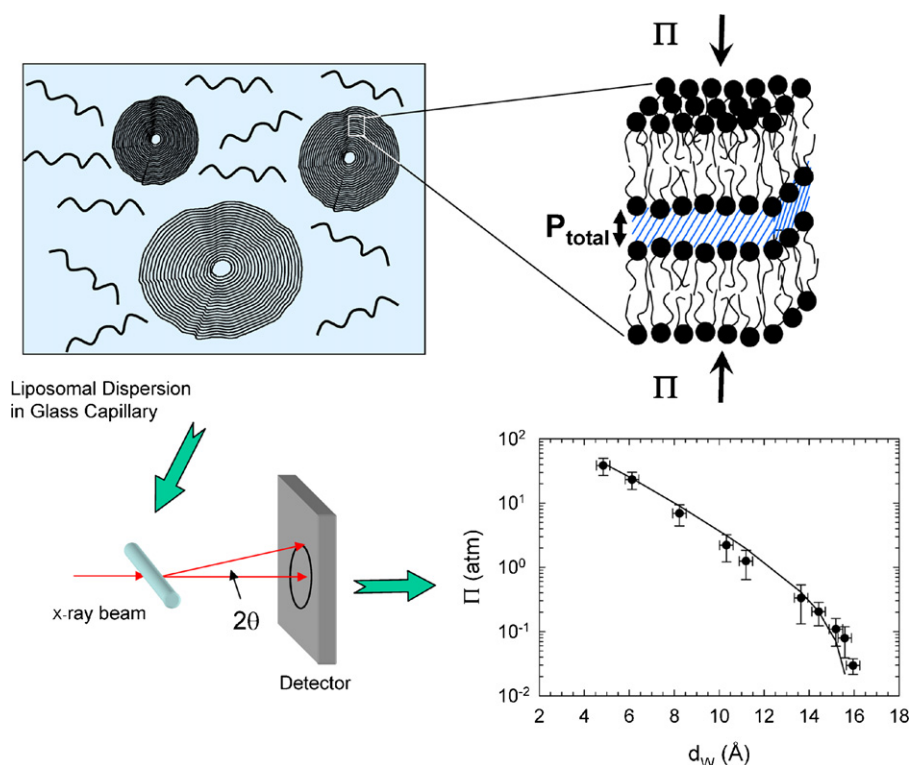 Π
P_total
Π
Liposomal Dispersion
in Glass Capillary
x-ray beam
2θ
Detector
Π (atm)
10^2
10^1
10^0
10^-1
10^-2
2 4 6 8 10 12 14 16 18
d_W (Å)